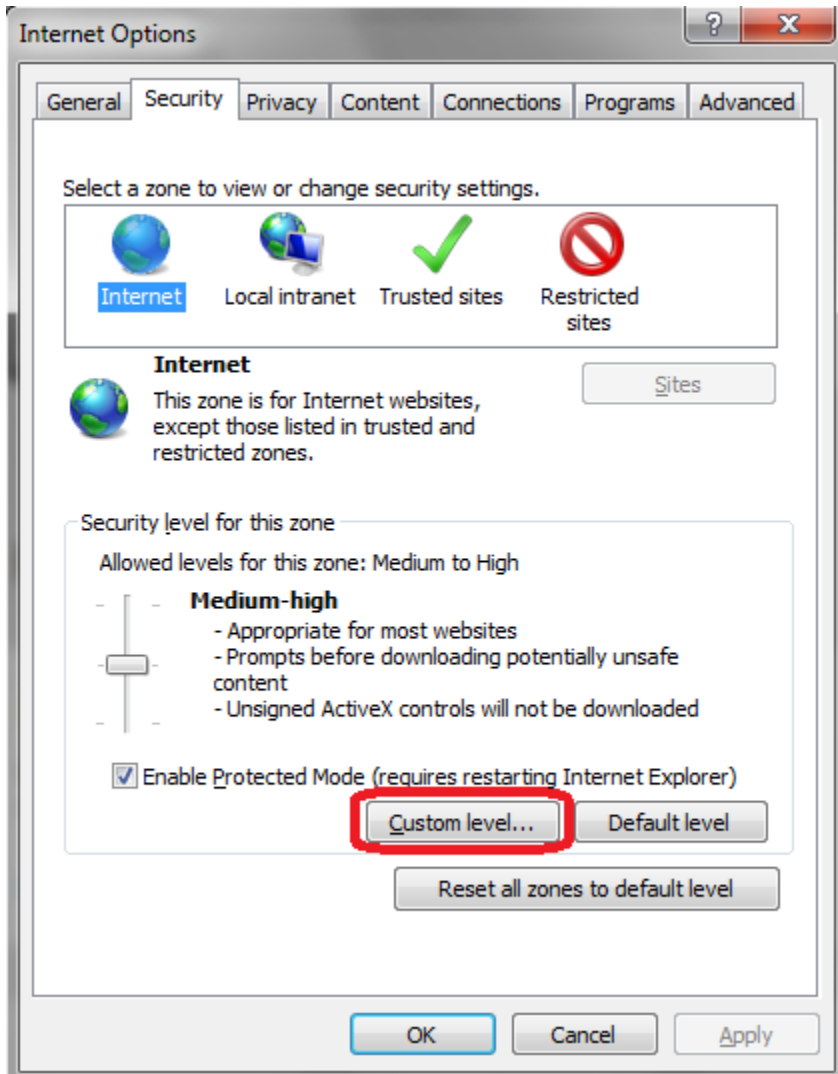 Internet Options
?
X
General Security Privacy Content Connections Programs Advanced
Select a zone to view or change security settings.
Internet Local intranet Trusted sites Restricted
sites
Internet
This zone is for Internet websites,
except those listed in trusted and
restricted zones.
Sites
Security level for this zone
Allowed levels for this zone: Medium to High
Medium-high
- Appropriate for most websites
- Prompts before downloading potentially unsafe
content
- Unsigned ActiveX controls will not be downloaded
Enable Protected Mode (requires restarting Internet Explorer)
Custom level... Default level
Reset all zones to default level
OK Cancel Apply